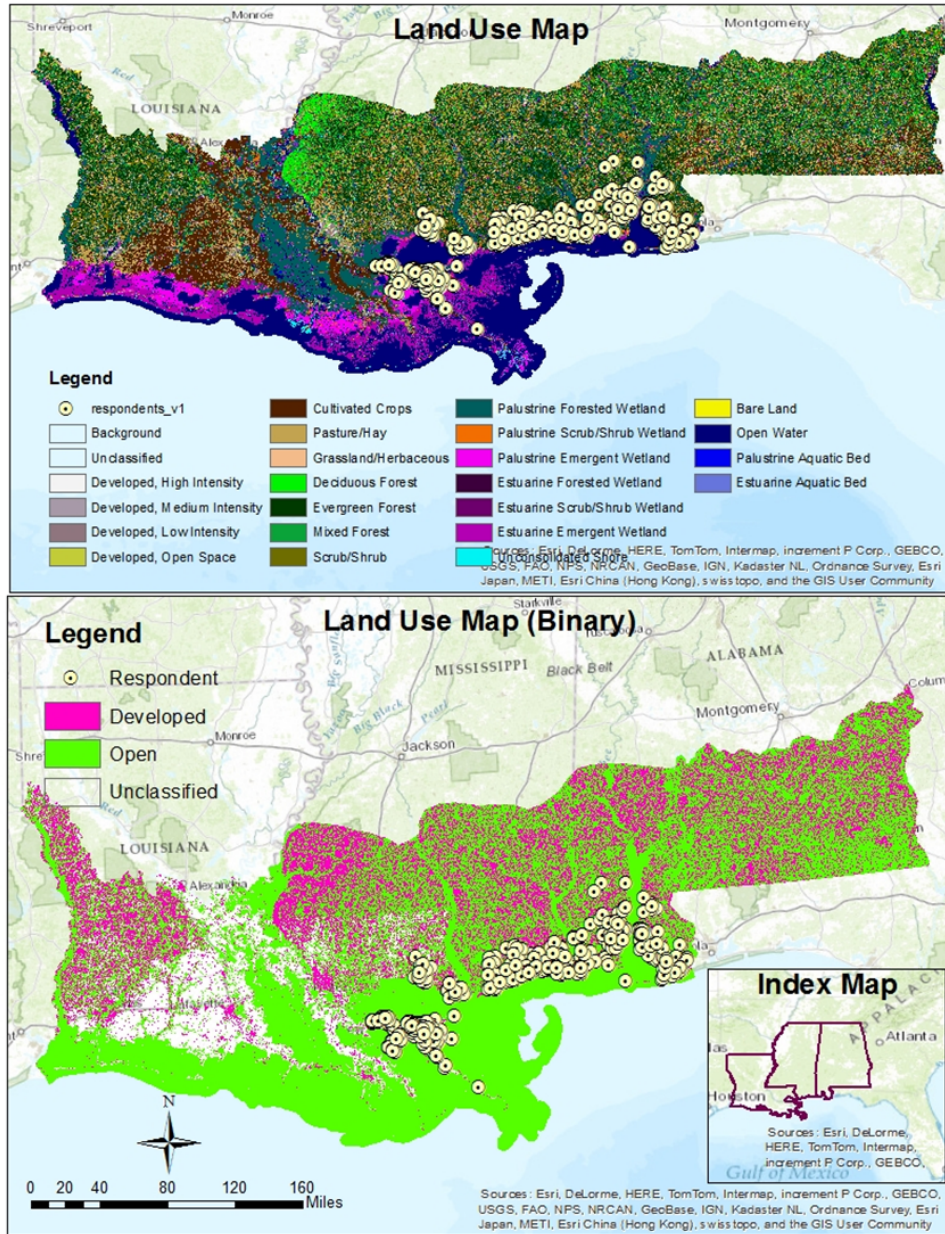 Land Use Map
Shreveport
Monroe
Montgomery
Red
LOUISIANA
Legend
respondents_v1
Background
Unclassified
Developed, High Intensity
Developed, Medium Intensity
Developed, Low Intensity
Developed, Open Space
Cultivated Crops
Pasture/Hay
Grassland/Herbaceous
Deciduous Forest
Evergreen Forest
Mixed Forest
Scrub/Shrub
Palustrine Forested Wetland
Palustrine Scrub/Shrub Wetland
Palustrine Emergent Wetland
Estuarine Forested Wetland
Estuarine Scrub/Shrub Wetland
Estuarine Emergent Wetland
Unconsolidated Shore
Bare Land
Open Water
Palustrine Aquatic Bed
Estuarine Aquatic Bed
Sources: Esri, DeLorme, HERE, TomTom, Intermap, increment P Corp., GEBCO,
USGS, FAO, NPS, NRCAN, GeoBase, IGN, Kadaster NL, Ordnance Survey, Esri
Japan, METI, Esri China (Hong Kong), swisstopo, and the GIS User Community
Land Use Map (Binary)
Starkville
Legend
Respondent
Developed
Open
Unclassified
MISSISSIPPI
Black Belt
ALABAMA
Big Black
Pearl
Colum
Montgomery
Shre
Monroe
Jackson
Red
LOUISIANA
Alexandria
Lafayette
Index Map
Atlanta
Houston
Sources: Esri, DeLorme,
HERE, TomTom, Intermap,
increment P Corp., GEBCO,
Gulf of Mexico
N
0 20 40 80 120 160
Miles
Sources: Esri, DeLorme, HERE, TomTom, Intermap, increment P Corp., GEBCO,
USGS, FAO, NPS, NRCAN, GeoBase, IGN, Kadaster NL, Ordnance Survey, Esri
Japan, METI, Esri China (Hong Kong), swisstopo, and the GIS User Community